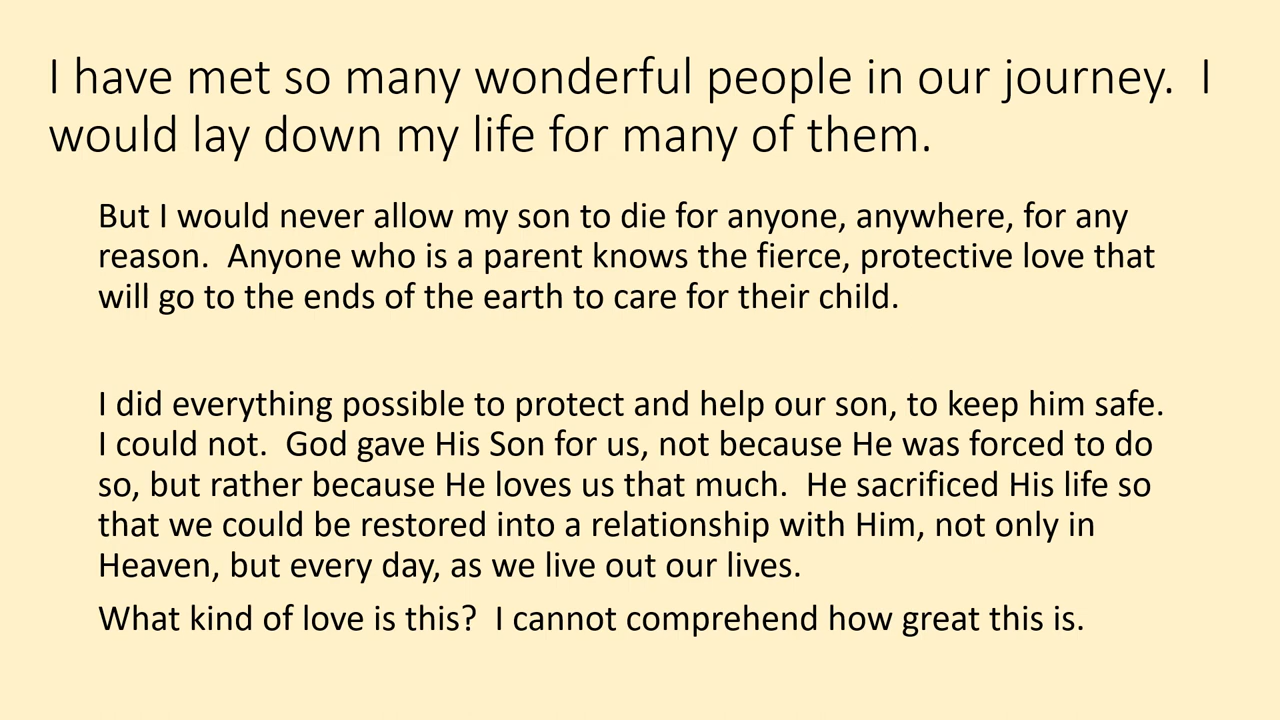 I have met so many wonderful people in our journey.  I
would lay down my life for many of them.
But I would never allow my son to die for anyone, anywhere, for any
reason.  Anyone who is a parent knows the fierce, protective love that
will go to the ends of the earth to care for their child.
I did everything possible to protect and help our son, to keep him safe.
I could not.  God gave His Son for us, not because He was forced to do
so, but rather because He loves us that much.  He sacrificed His life so
that we could be restored into a relationship with Him, not only in
Heaven, but every day, as we live out our lives.
What kind of love is this?  I cannot comprehend how great this is.